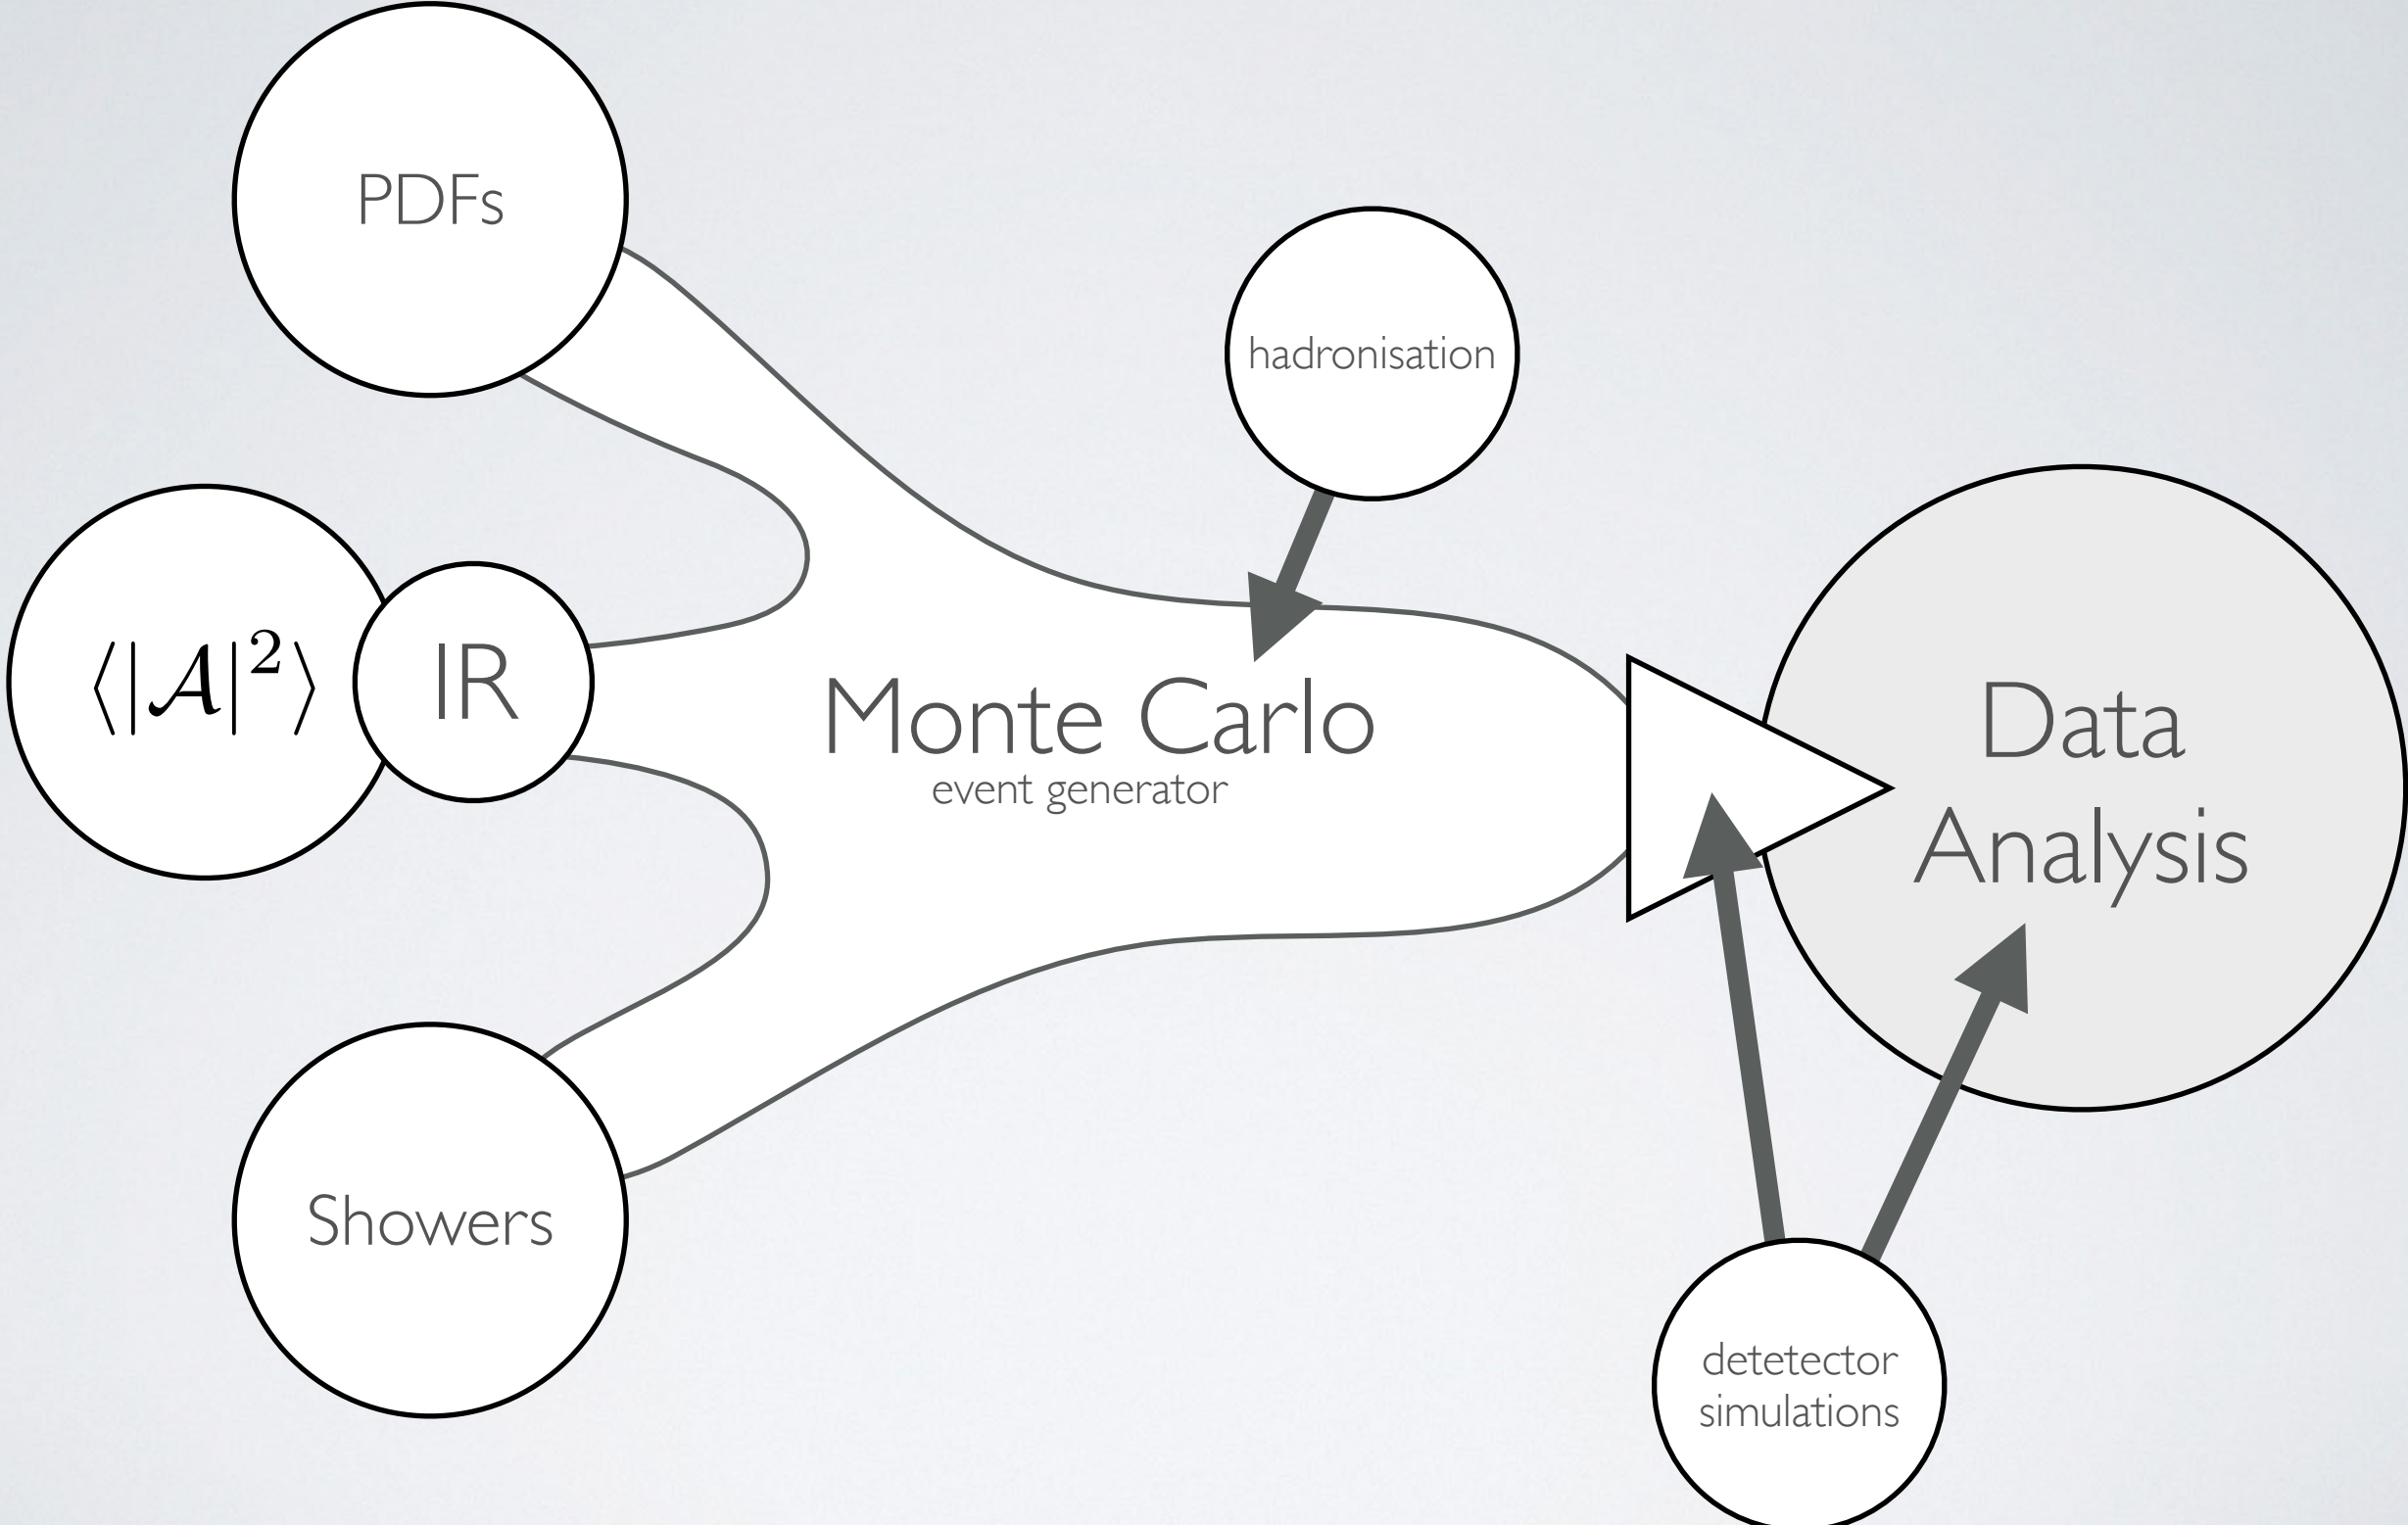 PDFs
hadronisation
⟨|𝒜|²⟩
IR
Monte Carlo
event generator
Data
Analysis
Showers
detetector
simulations